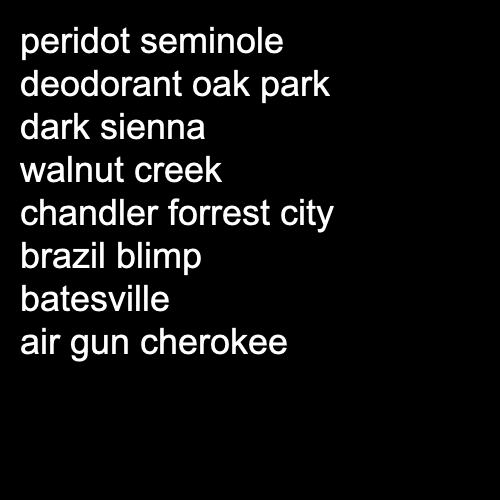 peridot seminole
deodorant oak park
dark sienna
walnut creek
chandler forrest city
brazil blimp
batesville
air gun cherokee